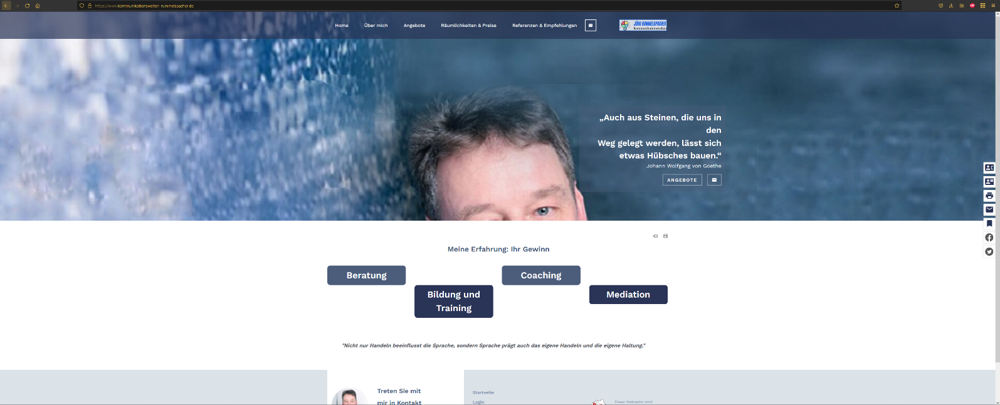 https://www.kommunikationswelten-rummelspacher.de
Home Über mich Angebote Räumlichkeiten & Preise Referenzen & Empfehlungen
JÖRG RUMMELSPACHER
Kommunikationswelten
„Auch aus Steinen, die uns in
den
Weg gelegt werden, lässt sich
etwas Hübsches bauen.“
Johann Wolfgang von Goethe
ANGEBOTE
Meine Erfahrung: Ihr Gewinn
Beratung
Coaching
Bildung und
Training
Mediation
"Nicht nur Handeln beeinflusst die Sprache, sondern Sprache prägt auch das eigene Handeln und die eigene Haltung."
Treten Sie mit
mir in Kontakt
Startseite
Login
Diese Webseite wird